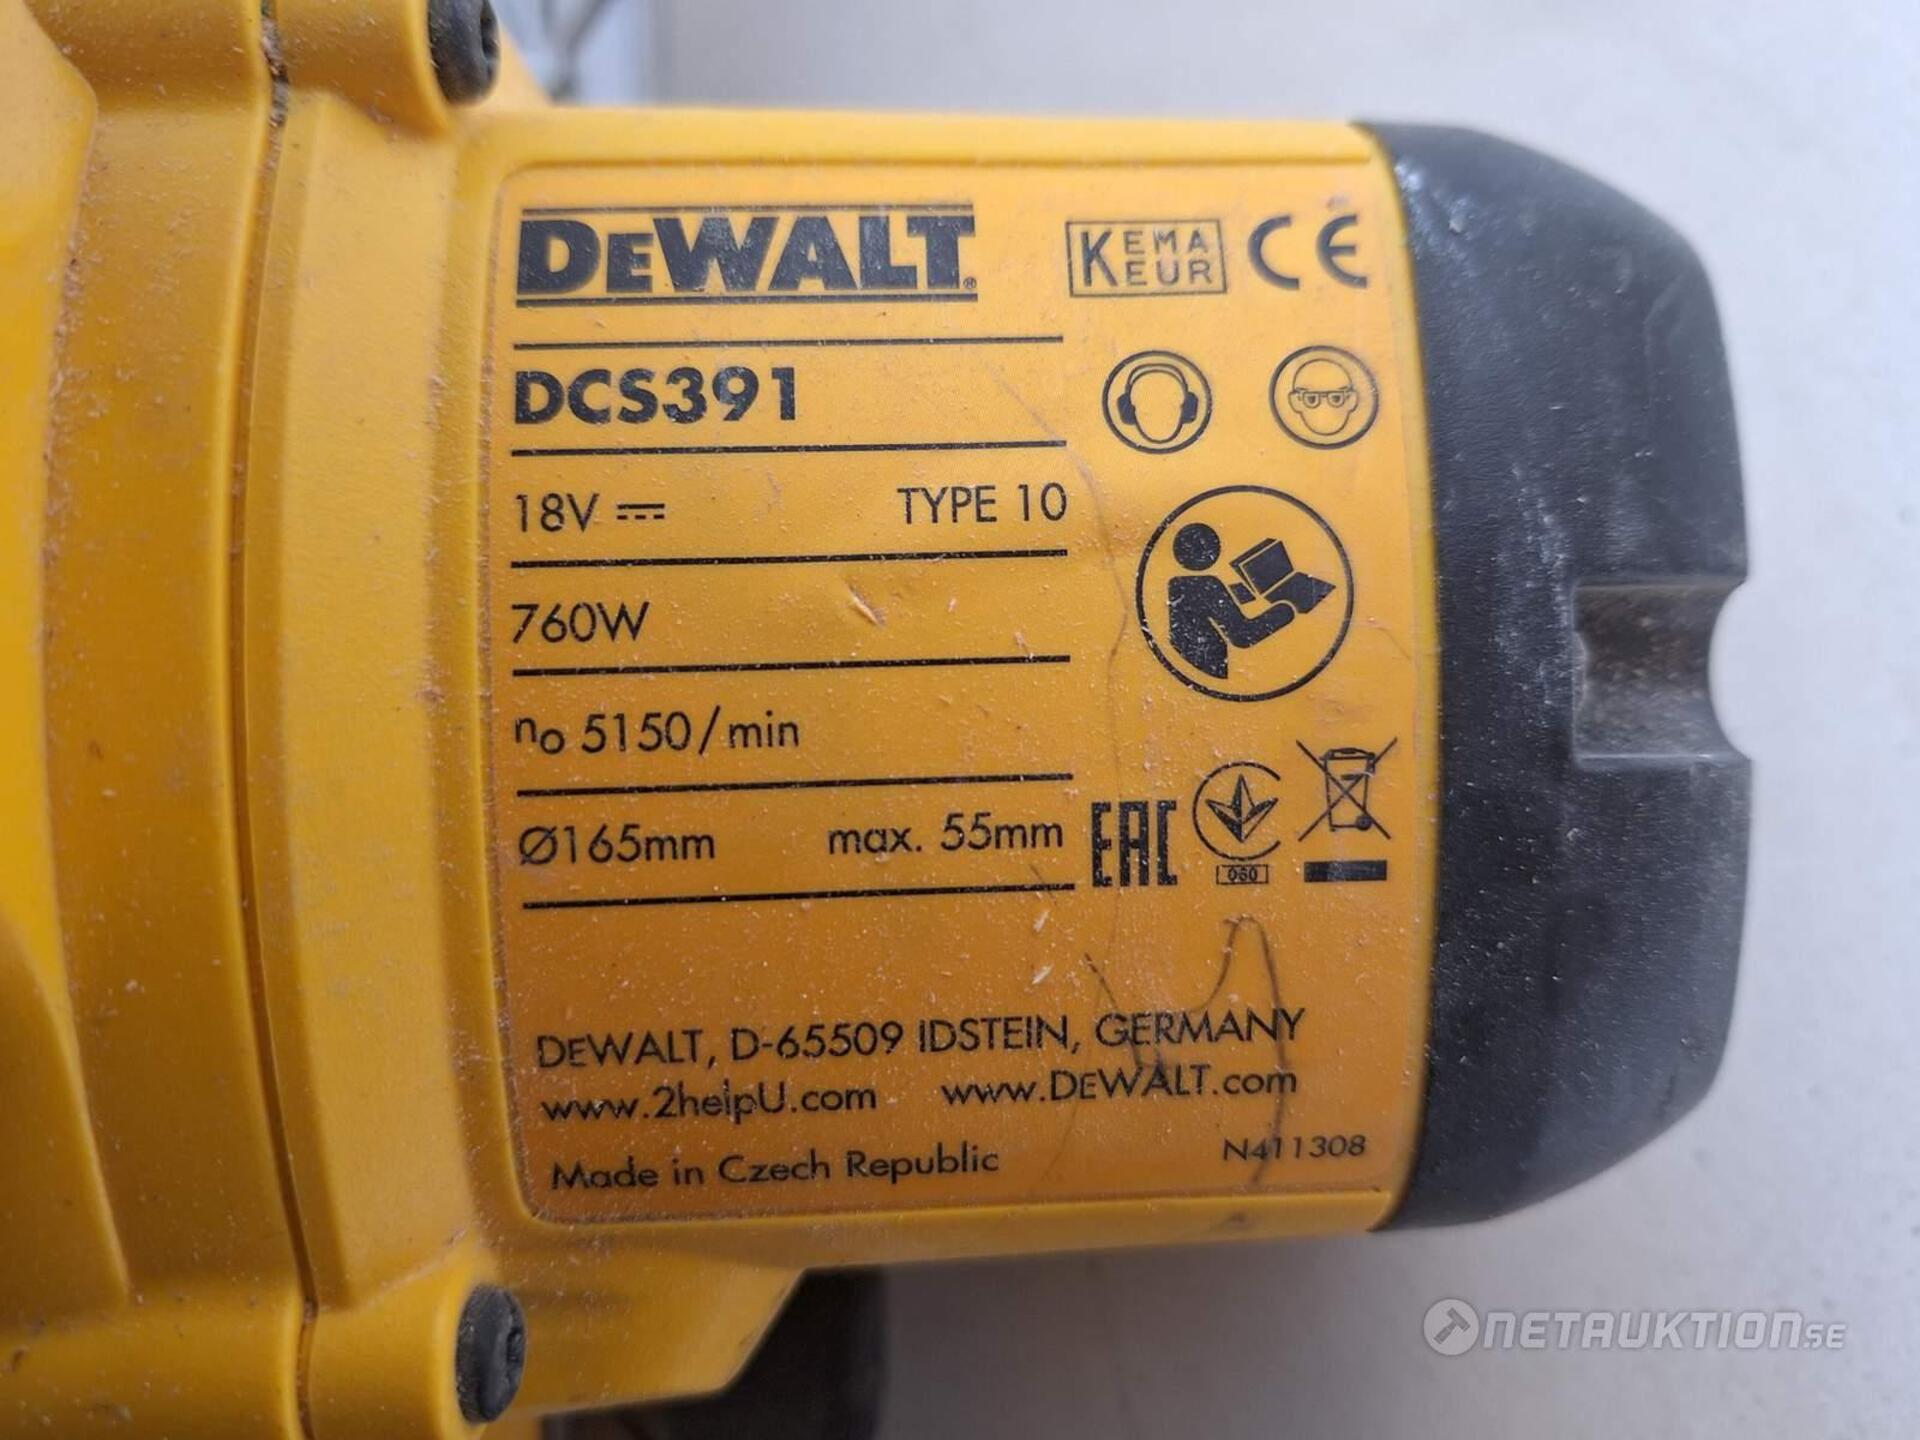 DEWALT®
KEMA
KEUR
CE
DCS391
18V TYPE 10
760W
n₀ 5150/min
Ø165mm max. 55mm
EAC
060
DEWALT, D-65509 IDSTEIN, GERMANY
www.2helpU.com www.DEWALT.com
Made in Czech Republic N411308
NETAUKTION.SE